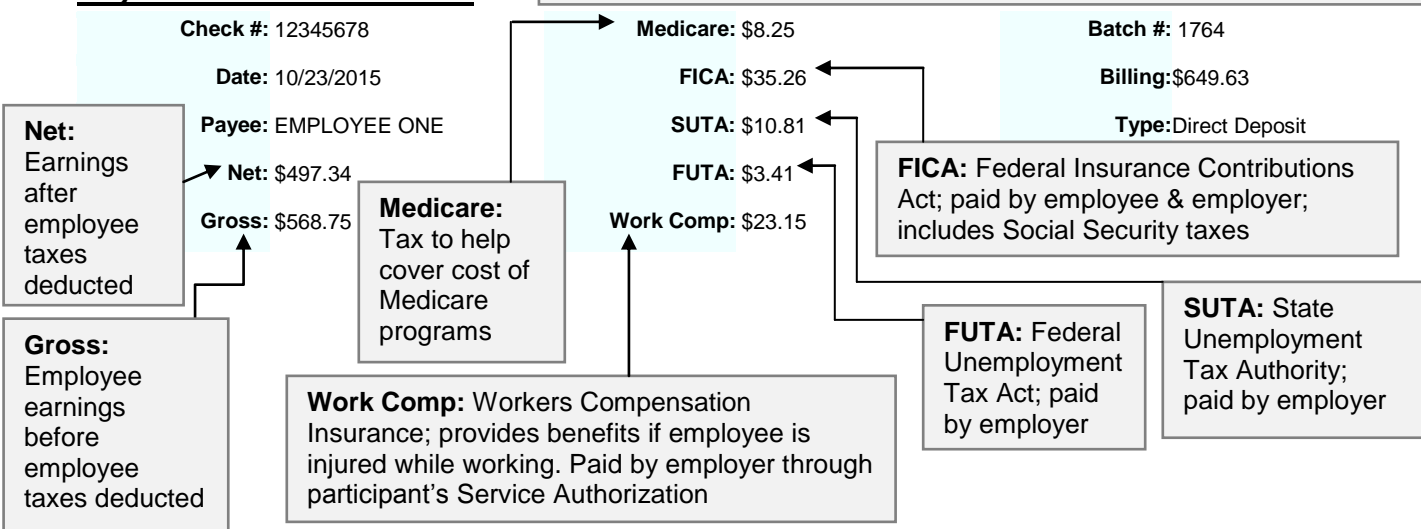 Check #: 12345678
Medicare: $8.25
Batch #: 1764
Date: 10/23/2015
FICA: $35.26
Billing:$649.63
Payee: EMPLOYEE ONE
SUTA: $10.81
Type:Direct Deposit
Net: $497.34
FUTA: $3.41
Gross: $568.75
Work Comp: $23.15
Net:
Earnings
after
employee
taxes
deducted
Gross:
Employee
earnings
before
employee
taxes deducted
Medicare:
Tax to help
cover cost of
Medicare
programs
Work Comp: Workers Compensation
Insurance; provides benefits if employee is
injured while working. Paid by employer through
participant's Service Authorization
FICA: Federal Insurance Contributions
Act; paid by employee & employer;
includes Social Security taxes
FUTA: Federal
Unemployment
Tax Act; paid
by employer
SUTA: State
Unemployment
Tax Authority;
paid by employer